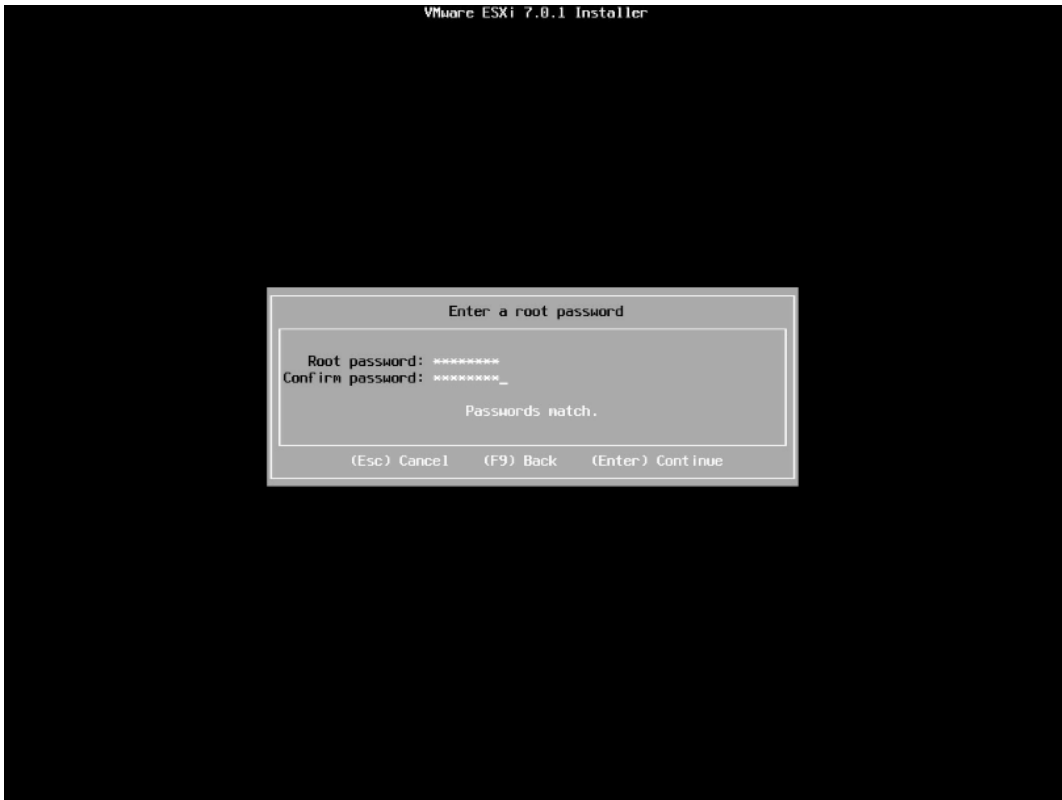 VMware ESXi 7.0.1 Installer
Enter a root password
Root password: ********
Confirm password: ********_
Passwords match.
(Esc) Cancel (F9) Back (Enter) Continue